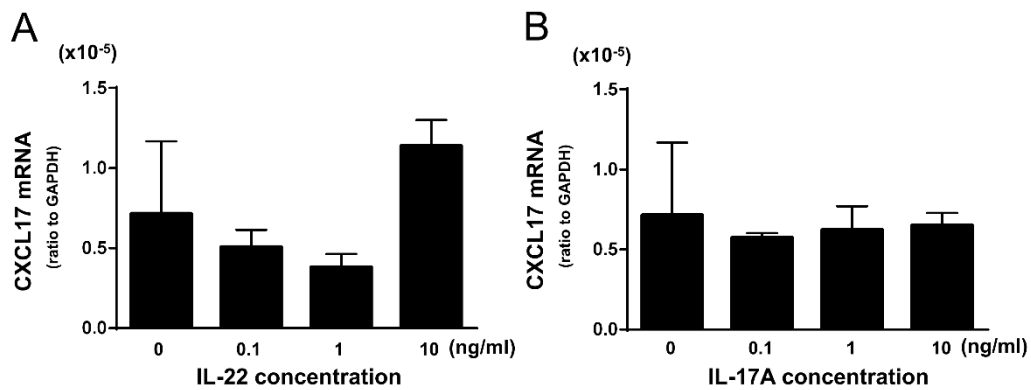 A
(x10⁻⁵)
CXCL17 mRNA
(ratio to GAPDH)
1.5
1.0
0.5
0.0
0 0.1 1 10 (ng/ml)
IL-22 concentration
B
(x10⁻⁵)
CXCL17 mRNA
(ratio to GAPDH)
1.5
1.0
0.5
0.0
0 0.1 1 10 (ng/ml)
IL-17A concentration